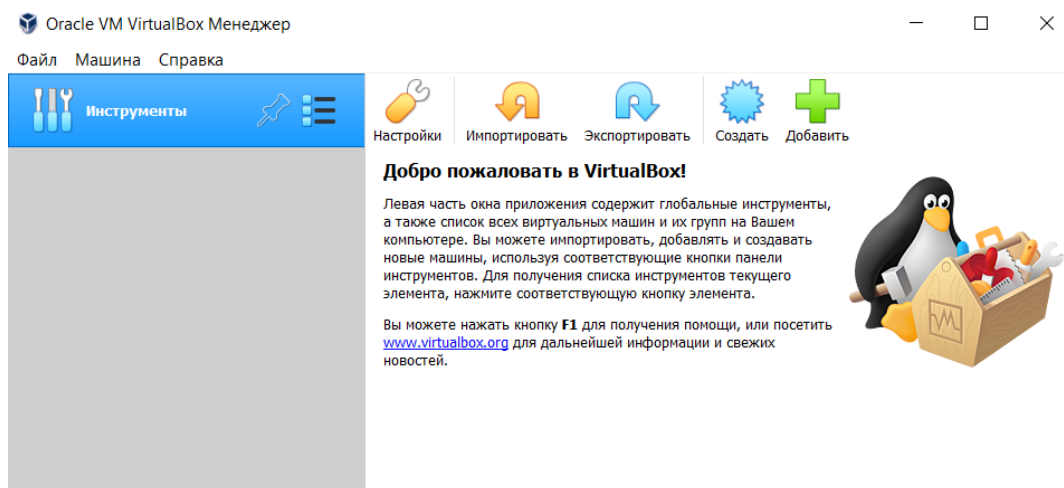 Oracle VM VirtualBox Менеджер
Файл Машина Справка
Инструменты
Настройки Импортировать Экспортировать Создать Добавить
Добро пожаловать в VirtualBox!
Левая часть окна приложения содержит глобальные инструменты,
а также список всех виртуальных машин и их групп на Вашем
компьютере. Вы можете импортировать, добавлять и создавать
новые машины, используя соответствующие кнопки панели
инструментов. Для получения списка инструментов текущего
элемента, нажмите соответствующую кнопку элемента.
Вы можете нажать кнопку F1 для получения помощи, или посетить
www.virtualbox.org для дальнейшей информации и свежих
новостей.